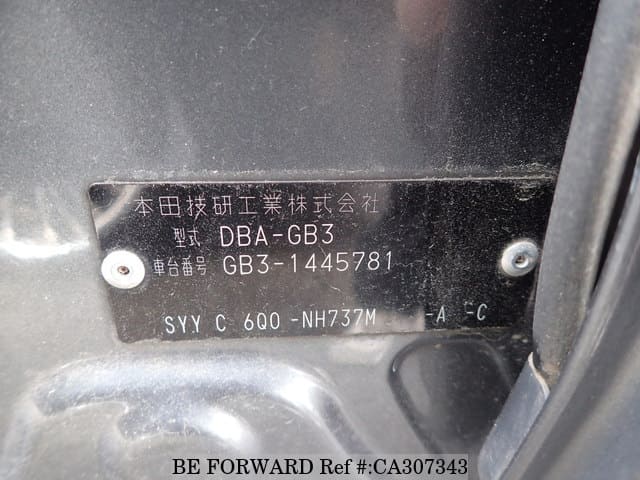 本田技研工業株式会社
型式 DBA-GB3
車台番号 GB3-1445781
SYY C 6Q0 -NH737M -A -C
BE FORWARD Ref #:CA307343